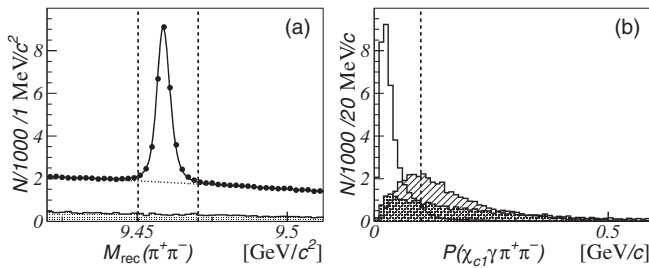 N/1000 /1 MeV/c²
(a)
8
6
4
2
0
9.45
9.5
M_rec(π⁺π⁻)
[GeV/c²]
N/1000 /20 MeV/c
(b)
8
6
4
2
0
0
0.5
P(χ_c1γπ⁺π⁻)
[GeV/c]